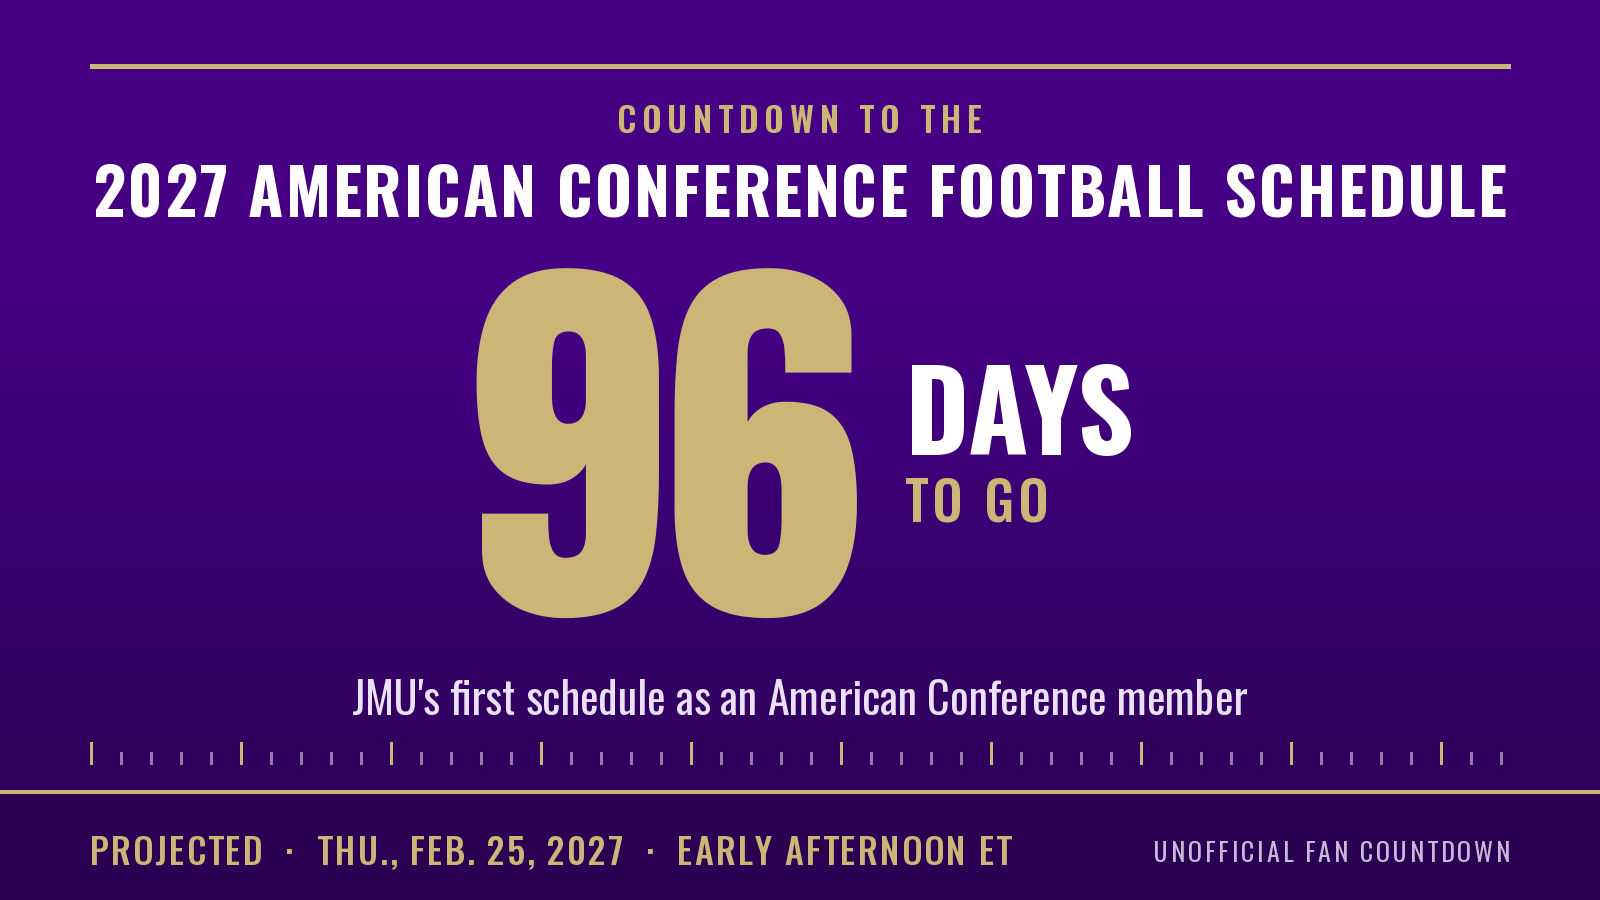 COUNTDOWN TO THE
2027 AMERICAN CONFERENCE FOOTBALL SCHEDULE
96
DAYS
TO GO
JMU's first schedule as an American Conference member
PROJECTED · THU., FEB. 25, 2027 · EARLY AFTERNOON ET
UNOFFICIAL FAN COUNTDOWN